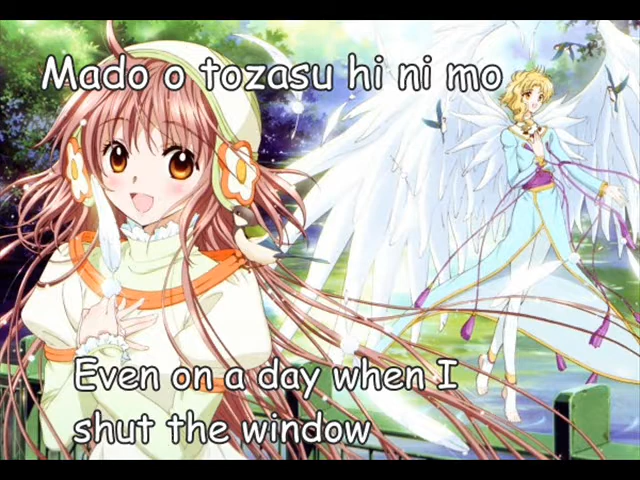 Mado o tozasu hi ni mo
Even on a day when I
shut the window